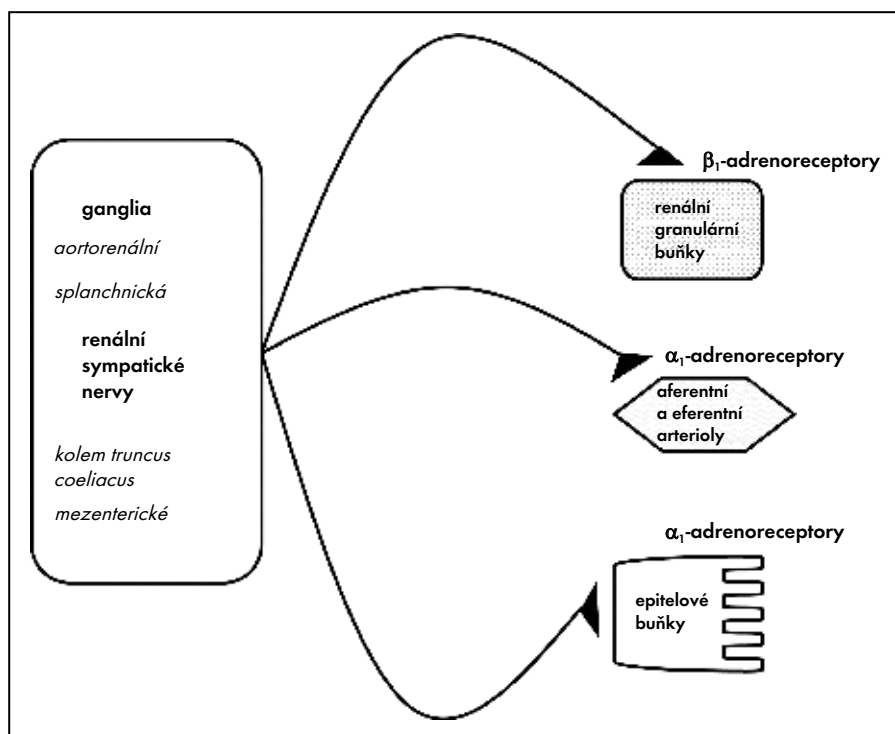 ganglia
aortorenální
splanchnická
renální
sympatické
nervy
kolem truncus
coeliacus
mezenterické
β₁-adrenoreceptory
renální
granulární
buňky
α₁-adrenoreceptory
aferentní
a eferentní
arterioly
α₁-adrenoreceptory
epitelové
buňky